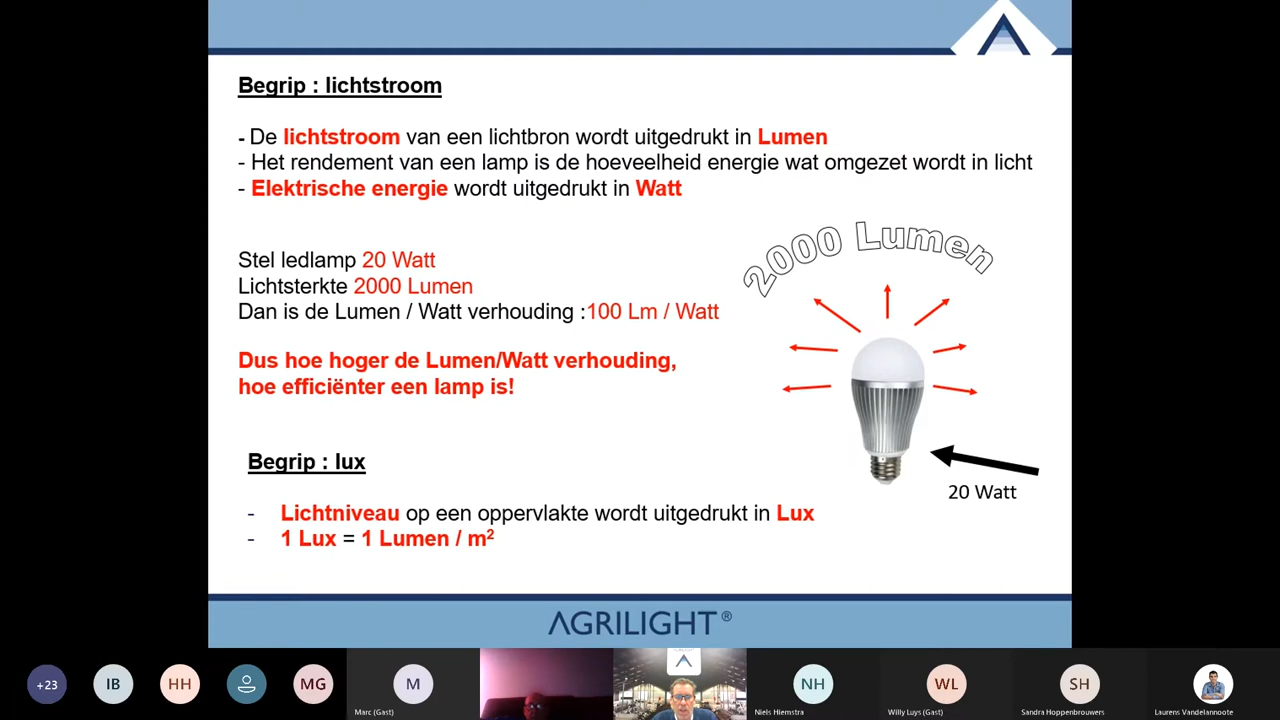 Begrip : lichtstroom
- De lichtstroom van een lichtbron wordt uitgedrukt in Lumen
- Het rendement van een lamp is de hoeveelheid energie wat omgezet wordt in licht
- Elektrische energie wordt uitgedrukt in Watt
2000 Lumen
Stel ledlamp 20 Watt
Lichtsterkte 2000 Lumen
Dan is de Lumen / Watt verhouding :100 Lm / Watt
Dus hoe hoger de Lumen/Watt verhouding,
hoe efficiënter een lamp is!
20 Watt
Begrip : lux
- Lichtniveau op een oppervlakte wordt uitgedrukt in Lux
- 1 Lux = 1 Lumen / m²
AGRILIGHT®
+23
IB
HH
MG
M
Marc (Gast)
NH
Niels Hiemstra
WL
Willy Luys (Gast)
SH
Sandra Hoppenbrouwers
Laurens Vandelannoote